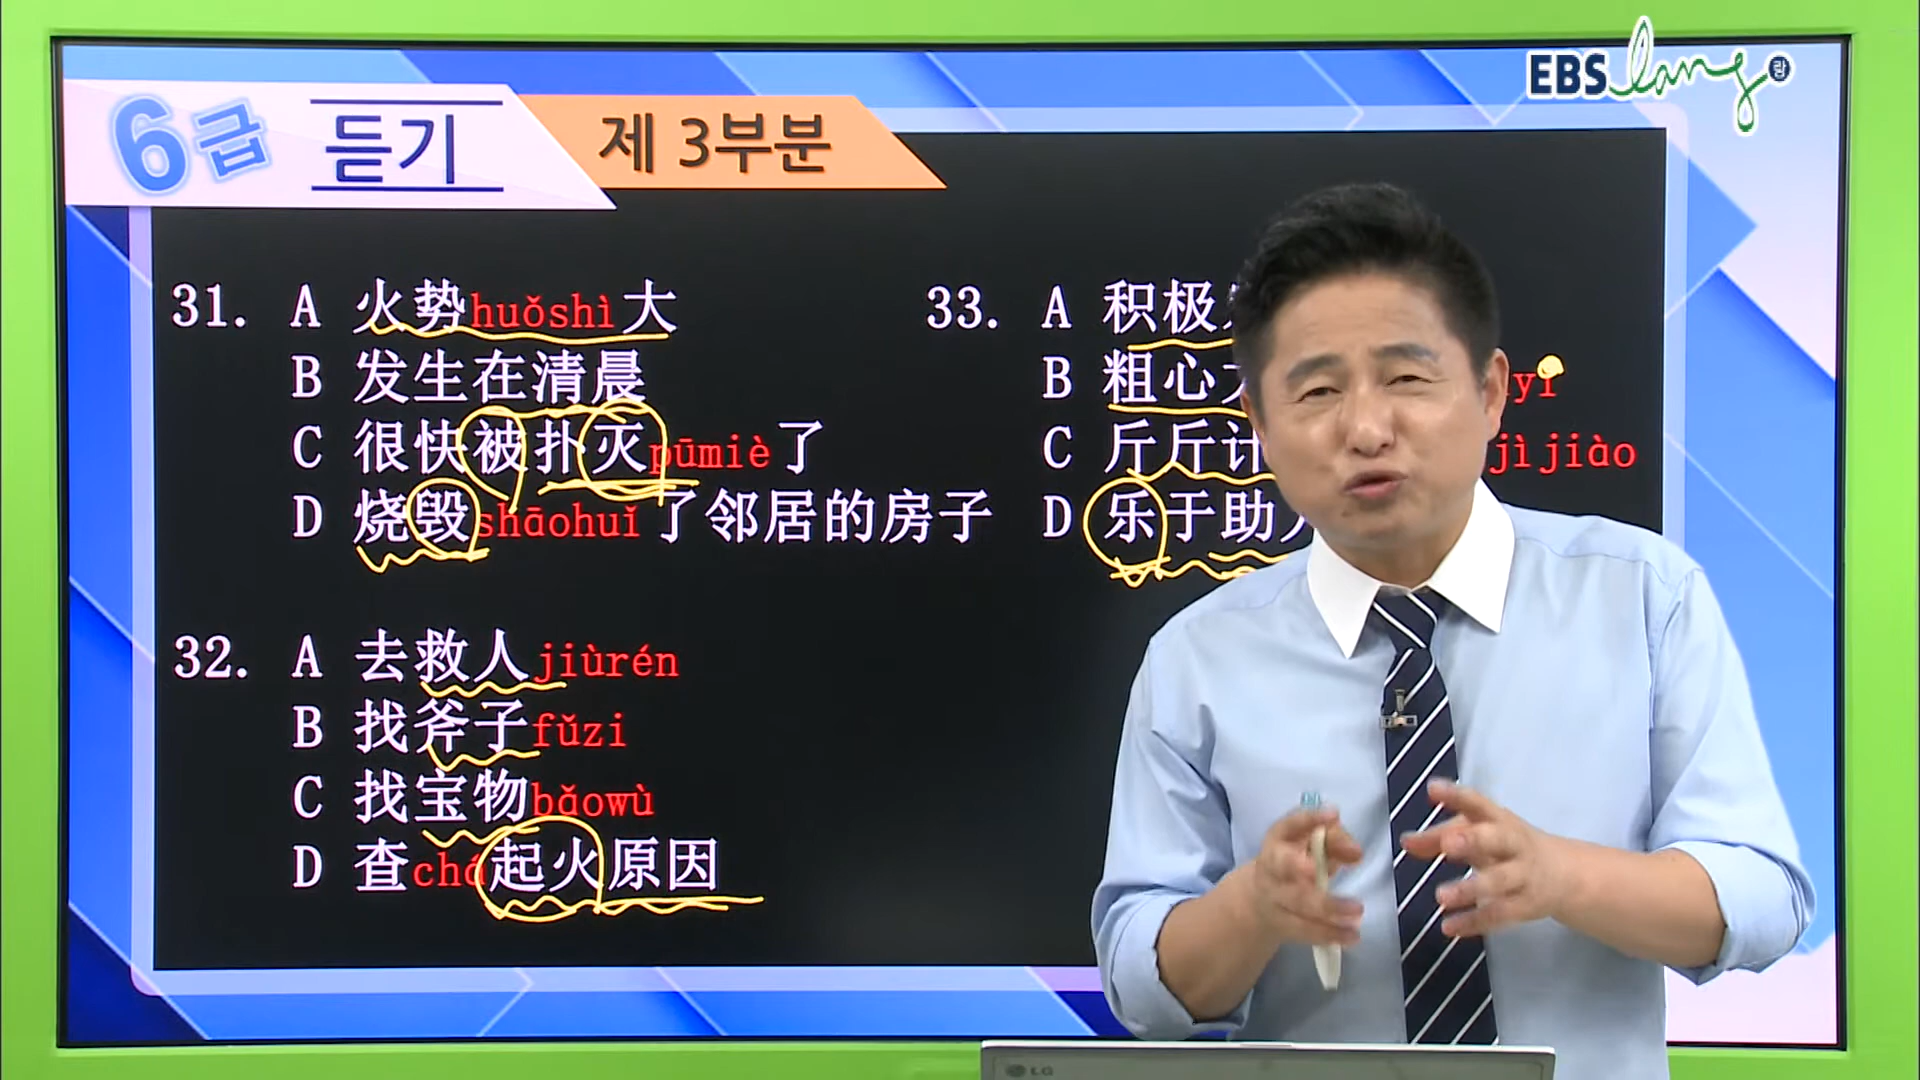 EBS lang 랑
6급 듣기 제 3부분
31. A 火势huǒshì大
B 发生在清晨
C 很快被扑灭pūmiè了
D 烧毁shāohuǐ了邻居的房子
32. A 去救人jiùrén
B 找斧子fǔzi
C 找宝物bǎowù
D 查chá起火原因
33. A 积极
B 粗心 yì
C 斤斤计 jìjiào
D 乐于助人
LG